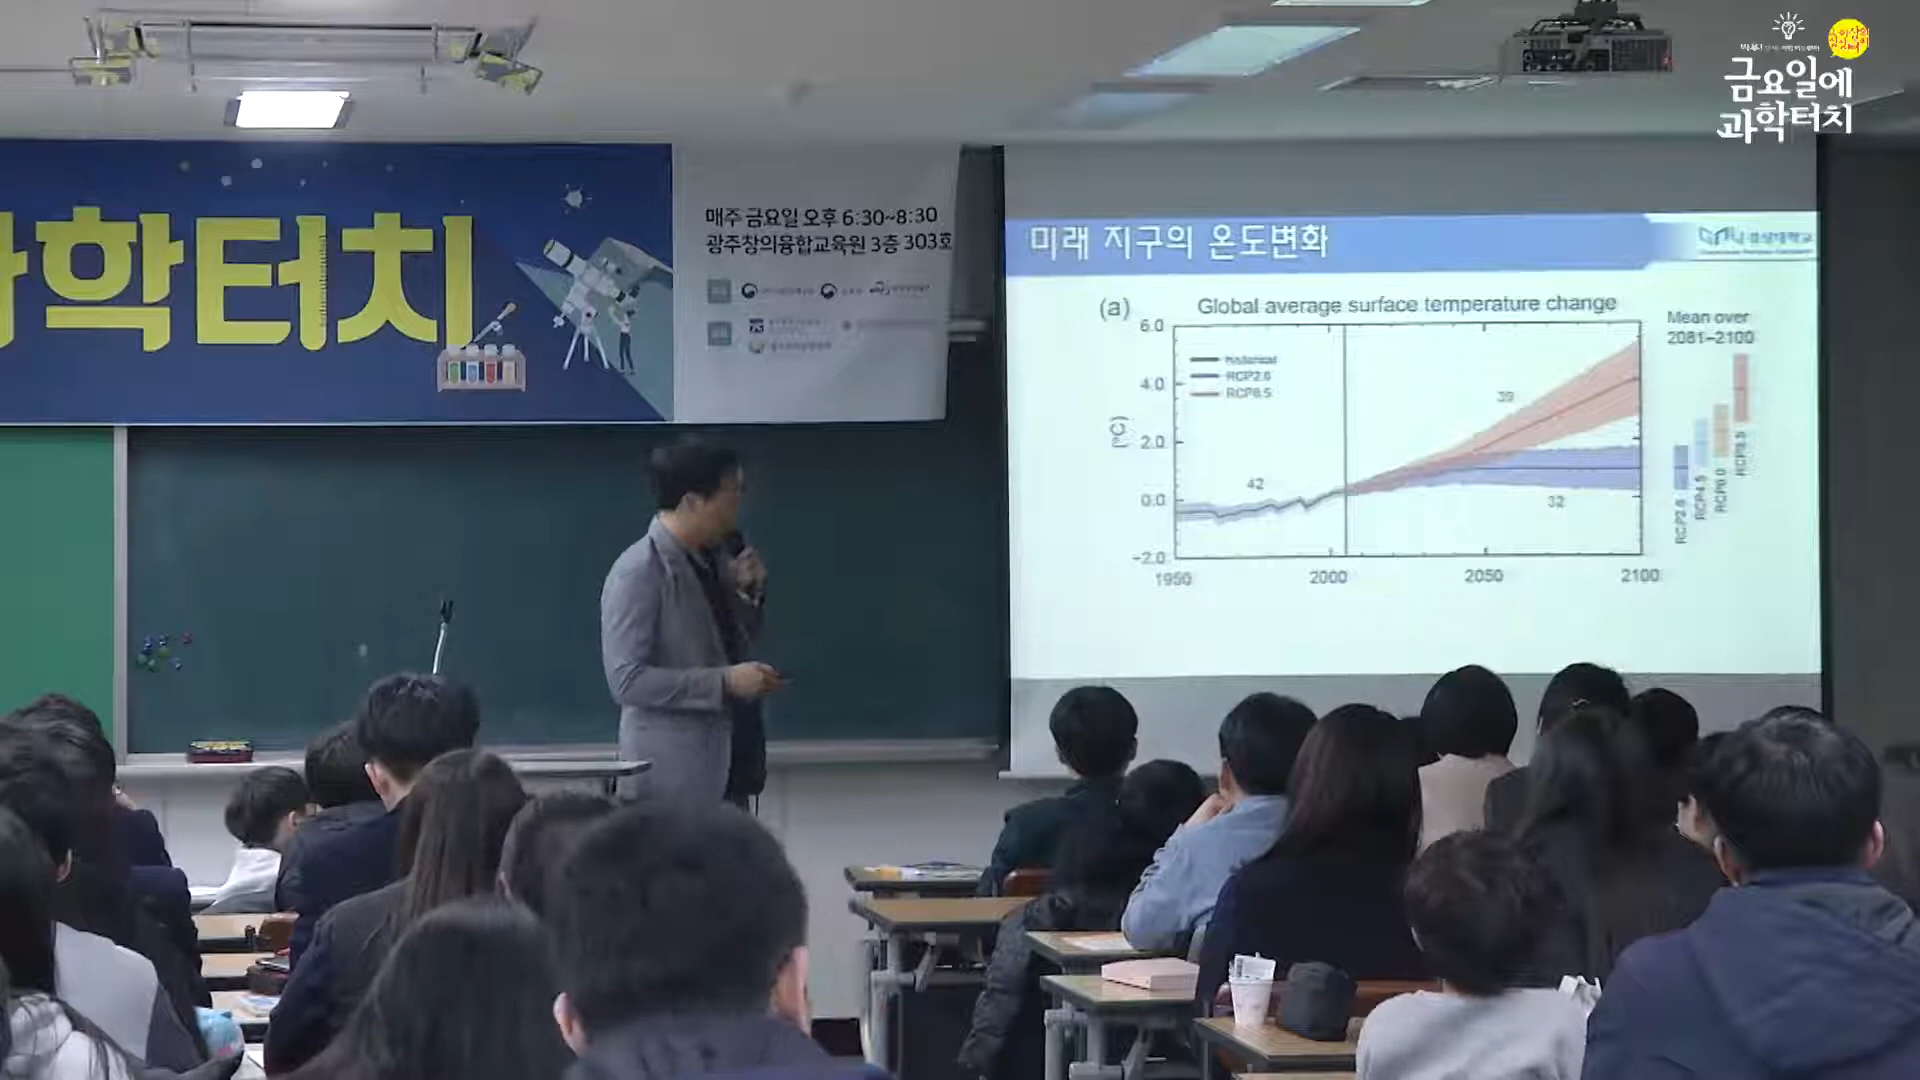 금요일에
과학터치
학터치
매주 금요일 오후 6:30~8:30
광주창의융합교육원 3층 303호
미래 지구의 온도변화
(a)
Global average surface temperature change
Mean over
2081–2100
6.0
4.0
2.0
0.0
−2.0
(°C)
historical
RCP2.6
RCP8.5
39
42
32
1950
2000
2050
2100
RCP2.6
RCP4.5
RCP6.0
RCP8.5